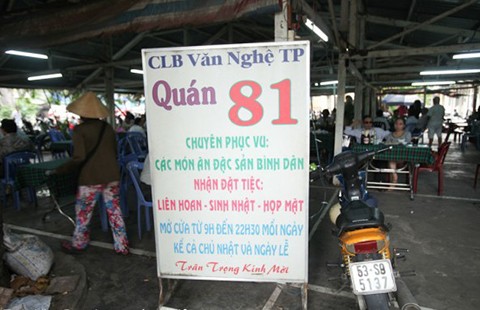 CLB Văn Nghệ TP
Quán 81
CHUYÊN PHỤC VỤ:
CÁC MÓN ĂN ĐẶC SẢN BÌNH DÂN
NHẬN ĐẶT TIỆC:
LIÊN HOAN - SINH NHẬT - HỌP MẶT
MỞ CỬA TỪ 9H ĐẾN 22H30 MỖI NGÀY
KỂ CẢ CHỦ NHẬT VÀ NGÀY LỄ
Trân Trọng Kính Mời
63-SB
5137